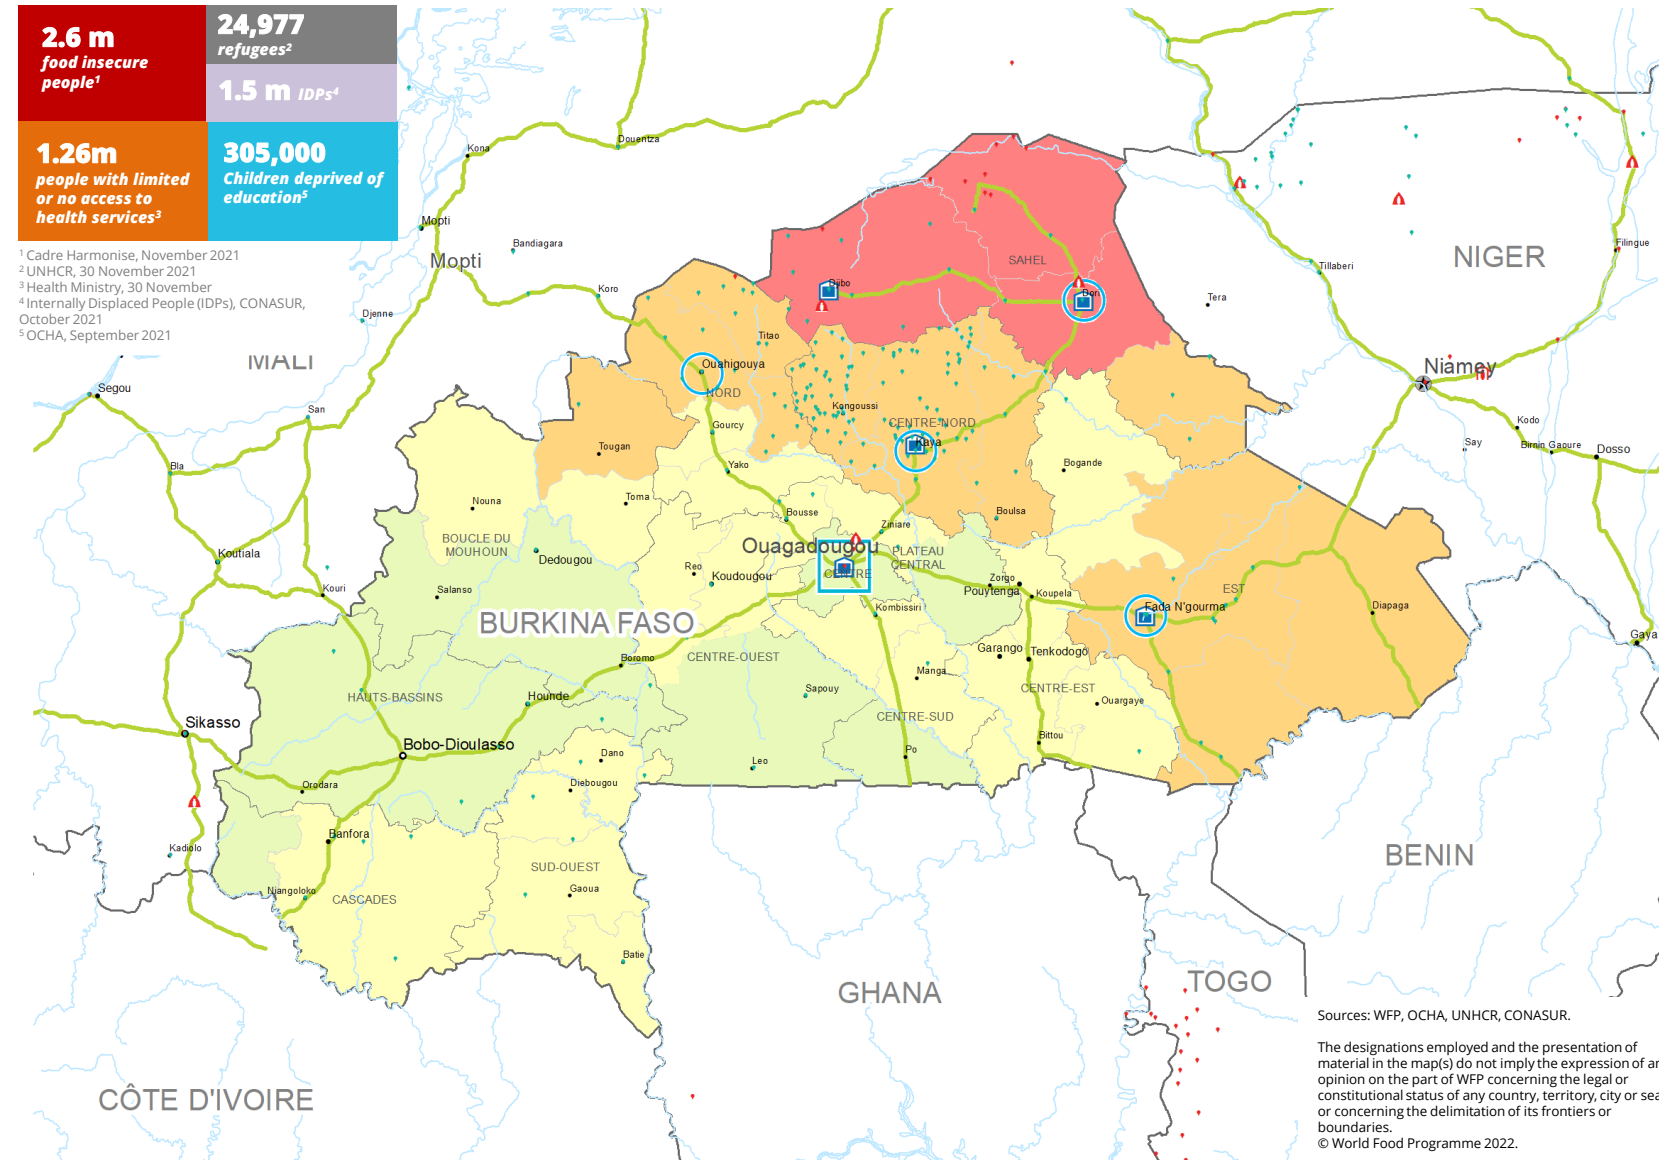 2.6 m
food insecure
people¹
24,977
refugees²
1.5 m IDPs⁴
1.26m
people with limited
or no access to
health services³
305,000
Children deprived of
education⁵
¹ Cadre Harmonise, November 2021
² UNHCR, 30 November 2021
³ Health Ministry, 30 November
⁴ Internally Displaced People (IDPs), CONASUR,
October 2021
⁵ OCHA, September 2021
Douentza
Kona
Mopti
Bandiagara
Mopti
Koro
Djenne
MALI
Segou
San
Bla
Koutiala
Kouri
Sikasso
Kadiolo
NIGER
Filingue
Tillaberi
Tera
Niamey
Kodo
Say
Birnin Gaoure
Dosso
Gaya
SAHEL
Djibo
Dori
Titao
Ouahigouya
NORD
Kongoussi
CENTRE-NORD
Kaya
Gourcy
Tougan
Yako
Bogande
Nouna
Toma
Bousse
Boulsa
Ziniare
BOUCLE DU
MOUHOUN
Dedougou
Ouagadougou
PLATEAU
CENTRAL
CENTRE
Reo
Koudougou
Salanso
Zorgo
Pouytenga
Koupela
EST
Fada N'gourma
Diapaga
Kombissiri
BURKINA FASO
CENTRE-OUEST
Boromo
Garango
Tenkodogo
Manga
HAUTS-BASSINS
Hounde
Sapouy
CENTRE-EST
Ouargaye
CENTRE-SUD
Bittou
Bobo-Dioulasso
Po
Dano
Leo
Orodara
Diebougou
Banfora
SUD-OUEST
Niangoloko
CASCADES
Gaoua
Batie
BENIN
TOGO
GHANA
CÔTE D'IVOIRE
Sources: WFP, OCHA, UNHCR, CONASUR.
The designations employed and the presentation of
material in the map(s) do not imply the expression of
opinion on the part of WFP concerning the legal or
constitutional status of any country, territory, city or
or concerning the delimitation of its frontiers or
boundaries.
© World Food Programme 2022.